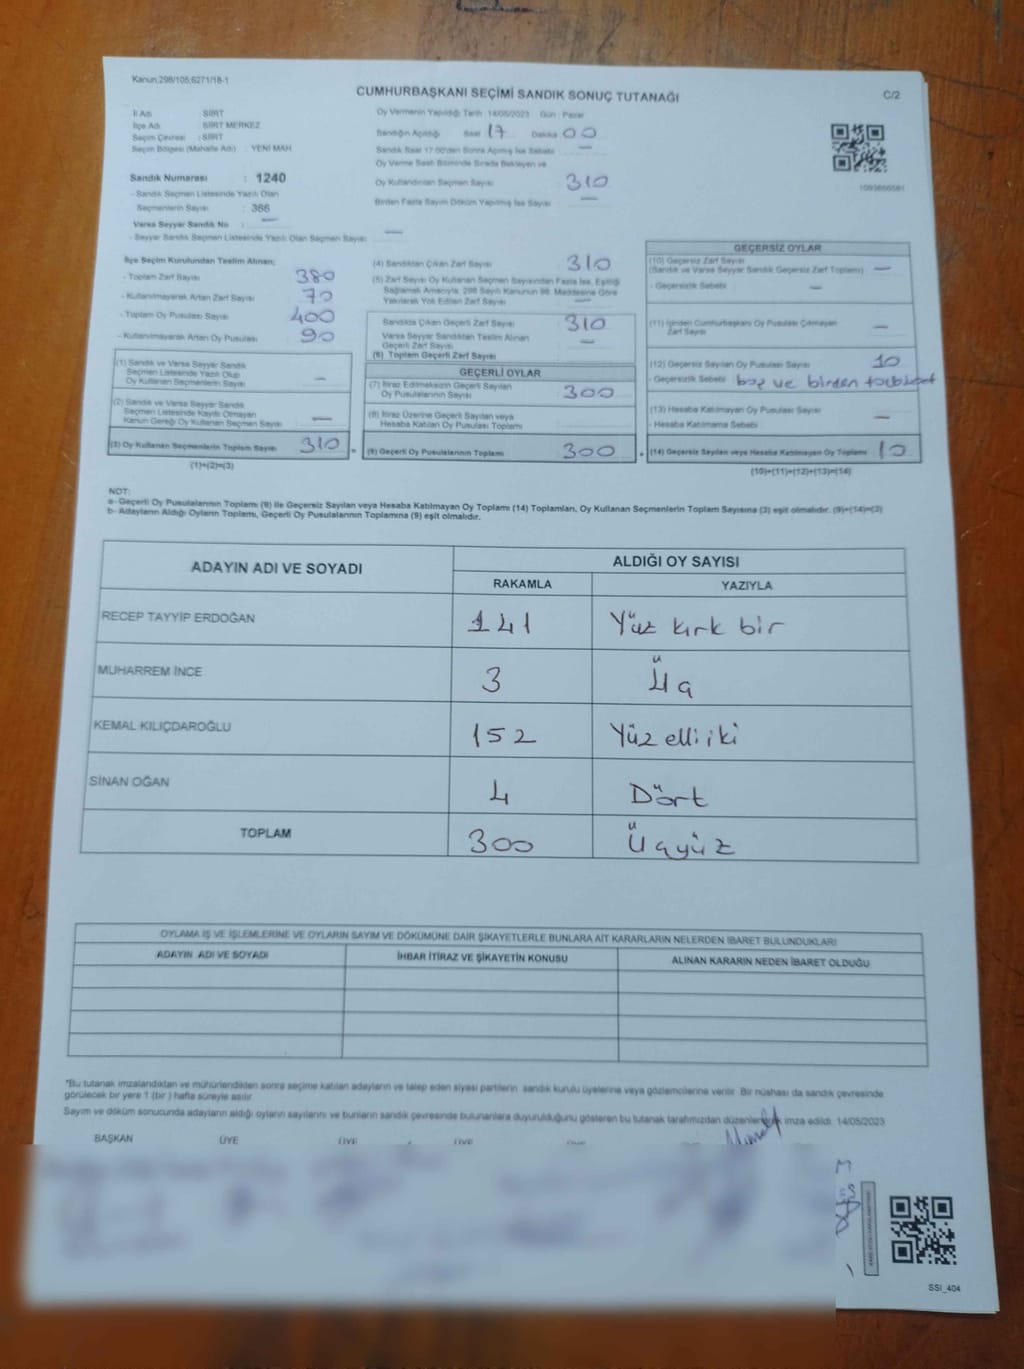 Kanun;298/105;6271/18-1
CUMHURBAŞKANI SEÇİMİ SANDIK SONUÇ TUTANAĞI
C/2
İl Adı : SİİRT
İlçe Adı : SİİRT MERKEZ
Seçim Çevresi : SİİRT
Seçim Bölgesi (Mahalle Adı) : YENİ MAH
Sandık Numarası : 1240
- Sandık Seçmen Listesinde Yazılı Olan
Seçmenlerin Sayısı : 366
Varsa Seyyar Sandık No : —
- Seyyar Sandık Seçmen Listesinde Yazılı Olan Seçmen Sayısı —
Oy Vermenin Yapıldığı Tarih :14/05/2023 Gün : Pazar
Sandığın Açıldığı Saat 17 Dakika 00
Sandık Saat 17:00'den Sonra Açılmış İse Sebebi —
Oy Verme Saati Bitiminde Sırada Bekleyen ve
Oy Kullandırılan Seçmen Sayısı 310
Birden Fazla Sayım Döküm Yapılmış İse Sayısı —
1093666591
İlçe Seçim Kurulundan Teslim Alınan;
- Toplam Zarf Sayısı 380
- Kullanılmayarak Artan Zarf Sayısı 70
- Toplam Oy Pusulası Sayısı 400
- Kullanılmayarak Artan Oy Pusulası 90
(1) Sandık ve Varsa Seyyar Sandık
Seçmen Listesinde Yazılı Olup
Oy Kullanan Seçmenlerin Sayısı —
(2) Sandık ve Varsa Seyyar Sandık
Seçmen Listesinde Kayıtlı Olmayan
Kanun Gereği Oy Kullanan Seçmen Sayısı —
(3) Oy Kullanan Seçmenlerin Toplam Sayısı 310
(1)+(2)=(3)
(4) Sandıktan Çıkan Zarf Sayısı 310
(5) Zarf Sayısı Oy Kullanan Seçmen Sayısından Fazla İse, Eşitliği
Sağlamak Amacıyla; 298 Sayılı Kanunun 98. Maddesine Göre
Yakılarak Yok Edilen Zarf Sayısı —
Sandıkta Çıkan Geçerli Zarf Sayısı 310
Varsa Seyyar Sandıktan Teslim Alınan
Geçerli Zarf Sayısı —
(6) Toplam Geçerli Zarf Sayısı
GEÇERLİ OYLAR
(7) İtiraz Edilmeksizin Geçerli Sayılan
Oy Pusulalarının Sayısı 300
(8) İtiraz Üzerine Geçerli Sayılan veya
Hesaba Katılan Oy Pusulası Toplamı
= (9) Geçerli Oy Pusulalarının Toplamı 300 +
GEÇERSİZ OYLAR
(10) Geçersiz Zarf Sayısı
(Sandık ve Varsa Seyyar Sandık Geçersiz Zarf Toplamı) —
- Geçersizlik Sebebi —
(11) İçinden Cumhurbaşkanı Oy Pusulası Çıkmayan
Zarf Sayısı —
(12) Geçersiz Sayılan Oy Pusulası Sayısı 10
- Geçersizlik Sebebi boş ve birden
(13) Hesaba Katılmayan Oy Pusulası Sayısı —
- Hesaba Katılmama Sebebi
(14) Geçersiz Sayılan veya Hesaba Katılmayan Oy Toplamı 10
(10)+(11)+(12)+(13)=(14)
NOT:
a- Geçerli Oy Pusulalarının Toplamı (9) ile Geçersiz Sayılan veya Hesaba Katılmayan Oy Toplamı (14) Toplamları, Oy Kullanan Seçmenlerin Toplam Sayısına (3) eşit olmalıdır. (9)+(14)=(3)
b- Adayların Aldığı Oyların Toplamı, Geçerli Oy Pusulalarının Toplamına (9) eşit olmalıdır.
ADAYIN ADI VE SOYADI
ALDIĞI OY SAYISI
RAKAMLA YAZIYLA
RECEP TAYYİP ERDOĞAN 141 Yüz kırk bir
MUHARREM İNCE 3 Üç
KEMAL KILIÇDAROĞLU 152 Yüz elli iki
SİNAN OĞAN 4 Dört
TOPLAM 300 Üçyüz
OYLAMA İŞ VE İŞLEMLERİNE VE OYLARIN SAYIM VE DÖKÜMÜNE DAİR ŞİKAYETLERLE BUNLARA AİT KARARLARIN NELERDEN İBARET BULUNDUKLARI
ADAYIN ADI VE SOYADI İHBAR İTİRAZ VE ŞİKAYETİN KONUSU ALINAN KARARIN NEDEN İBARET OLDUĞU
*Bu tutanak imzalandıktan ve mühürlendikten sonra seçime katılan adayların ve talep eden siyasi partilerin sandık kurulu üyelerine veya gözlemcilerine verilir. Bir nüshası da sandık çevresinde
görülecek bir yere 1 (bir ) hafta süreyle asılır.
Sayım ve döküm sonucunda adayların aldığı oyların sayılarını ve bunların sandık çevresinde bulunanlara duyurulduğunu gösteren bu tutanak tarafımızdan düzenlenerek imza edildi. 14/05/2023
BAŞKAN ÜYE ÜYE ÜYE
SSI_404